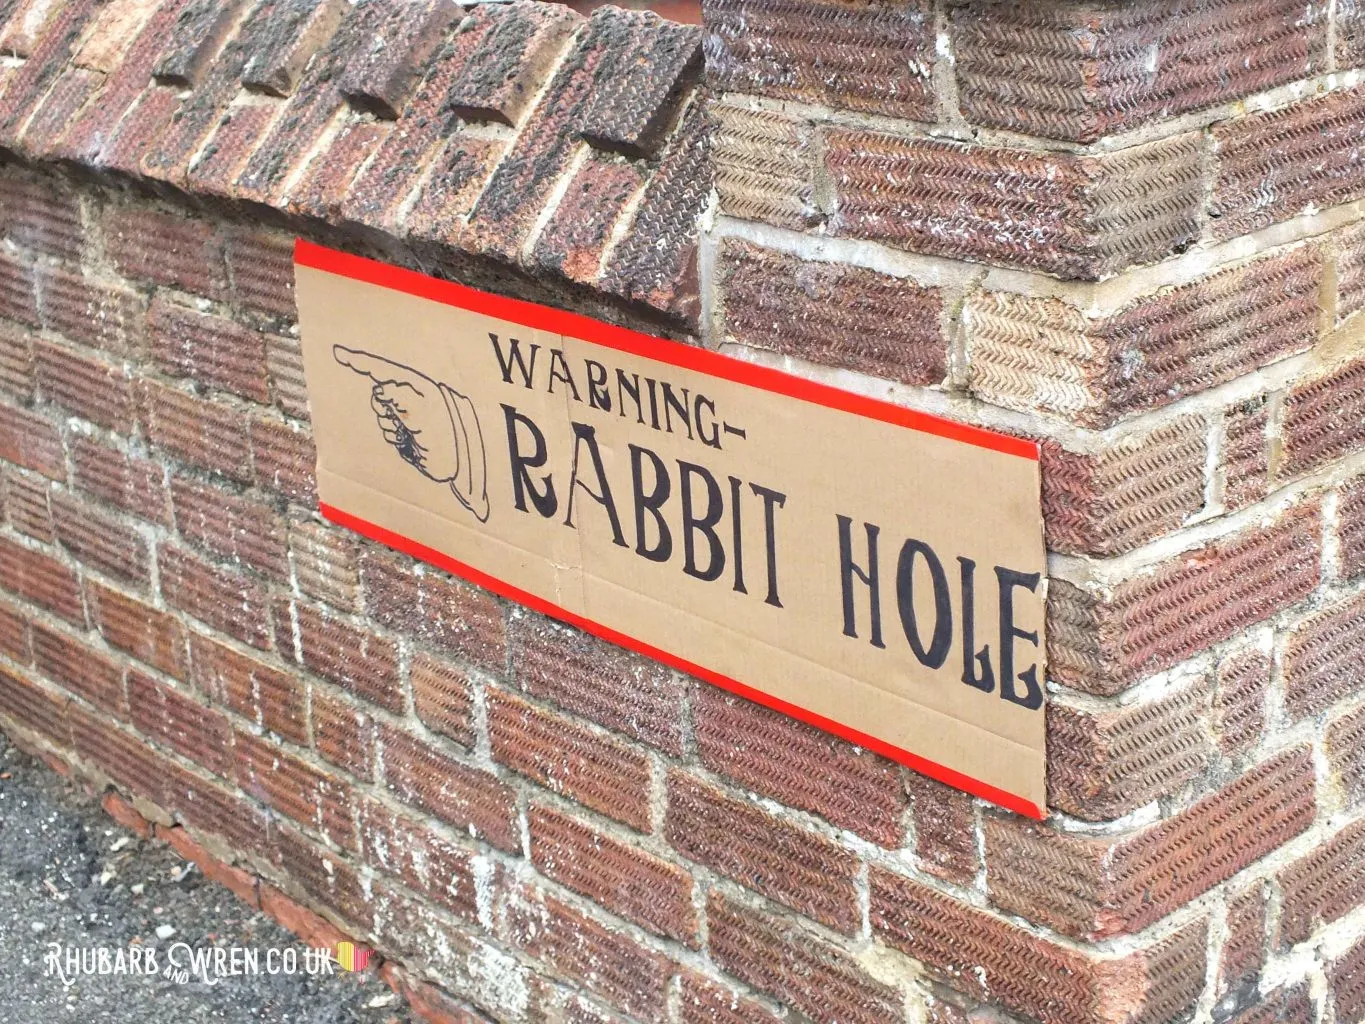 WARNING-
RABBIT HOLE
RHUBARB AND WREN.CO.UK